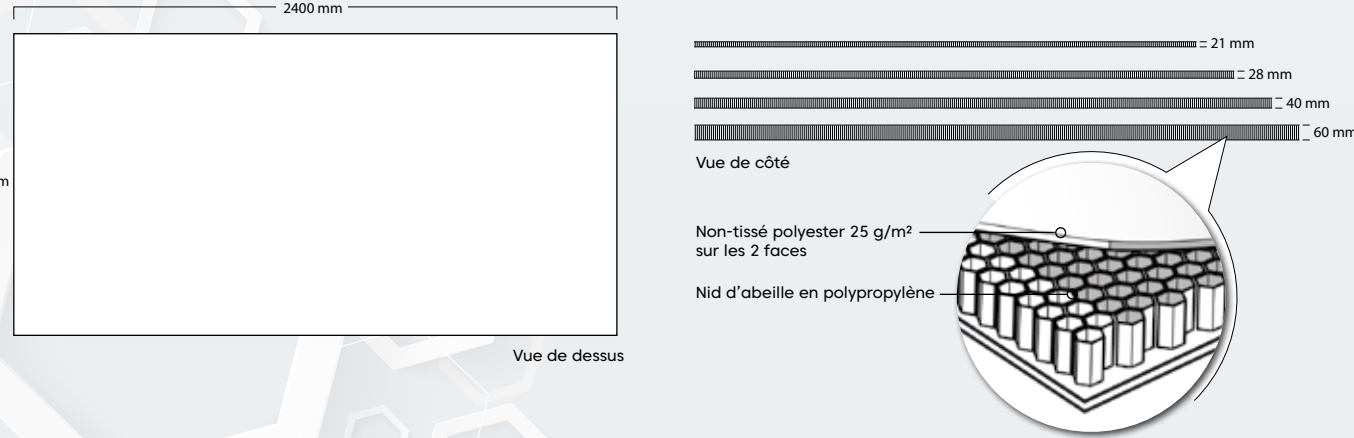 2400 mm
21 mm
28 mm
40 mm
60 mm
Vue de côté
Non-tissé polyester 25 g/m²
sur les 2 faces
Nid d'abeille en polypropylène
Vue de dessus